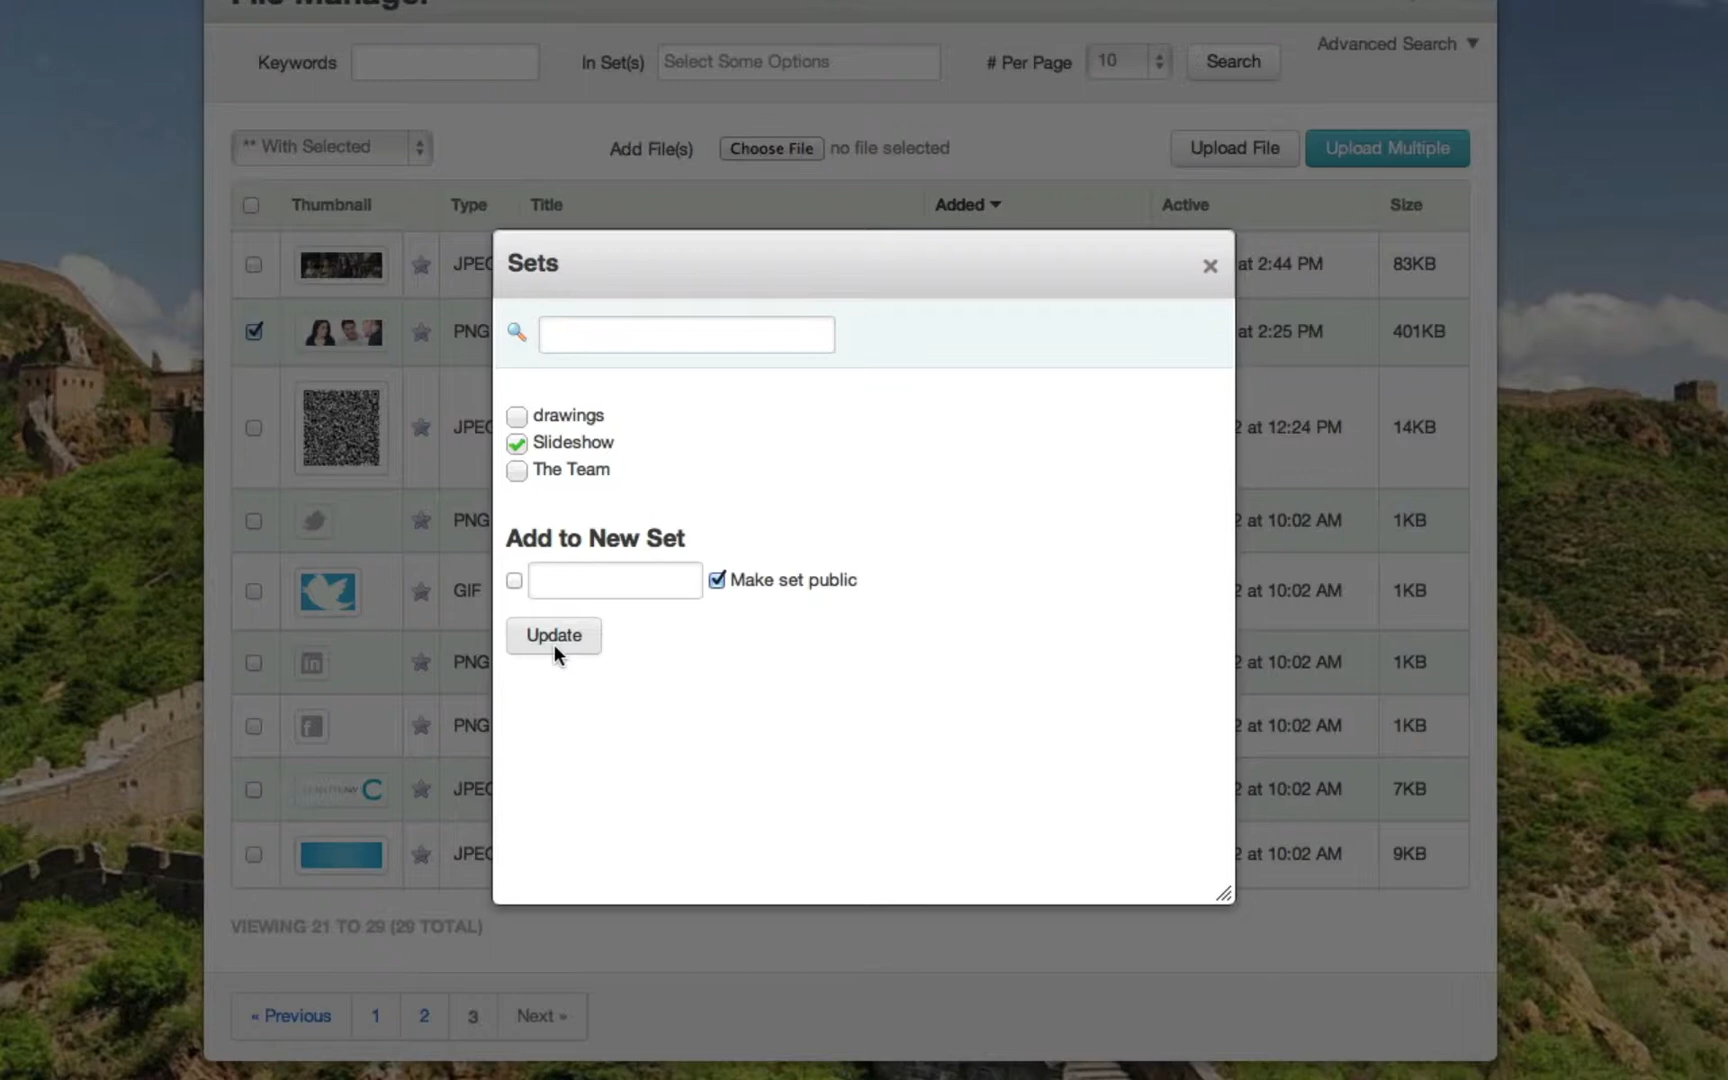 File Manager
Keywords In Set(s) Select Some Options # Per Page 10 Search Advanced Search
** With Selected Add File(s) Choose File no file selected Upload File Upload Multiple
Thumbnail Type Title Added Active Size
Sets
drawings
Slideshow
The Team
Add to New Set
Make set public
Update
JPEG at 2:44 PM 83KB
PNG at 2:25 PM 401KB
JPEG 2 at 12:24 PM 14KB
PNG 2 at 10:02 AM 1KB
GIF 2 at 10:02 AM 1KB
in PNG 2 at 10:02 AM 1KB
f PNG 2 at 10:02 AM 1KB
C JPEG 2 at 10:02 AM 7KB
JPEG 2 at 10:02 AM 9KB
VIEWING 21 TO 29 (29 TOTAL)
« Previous 1 2 3 Next »